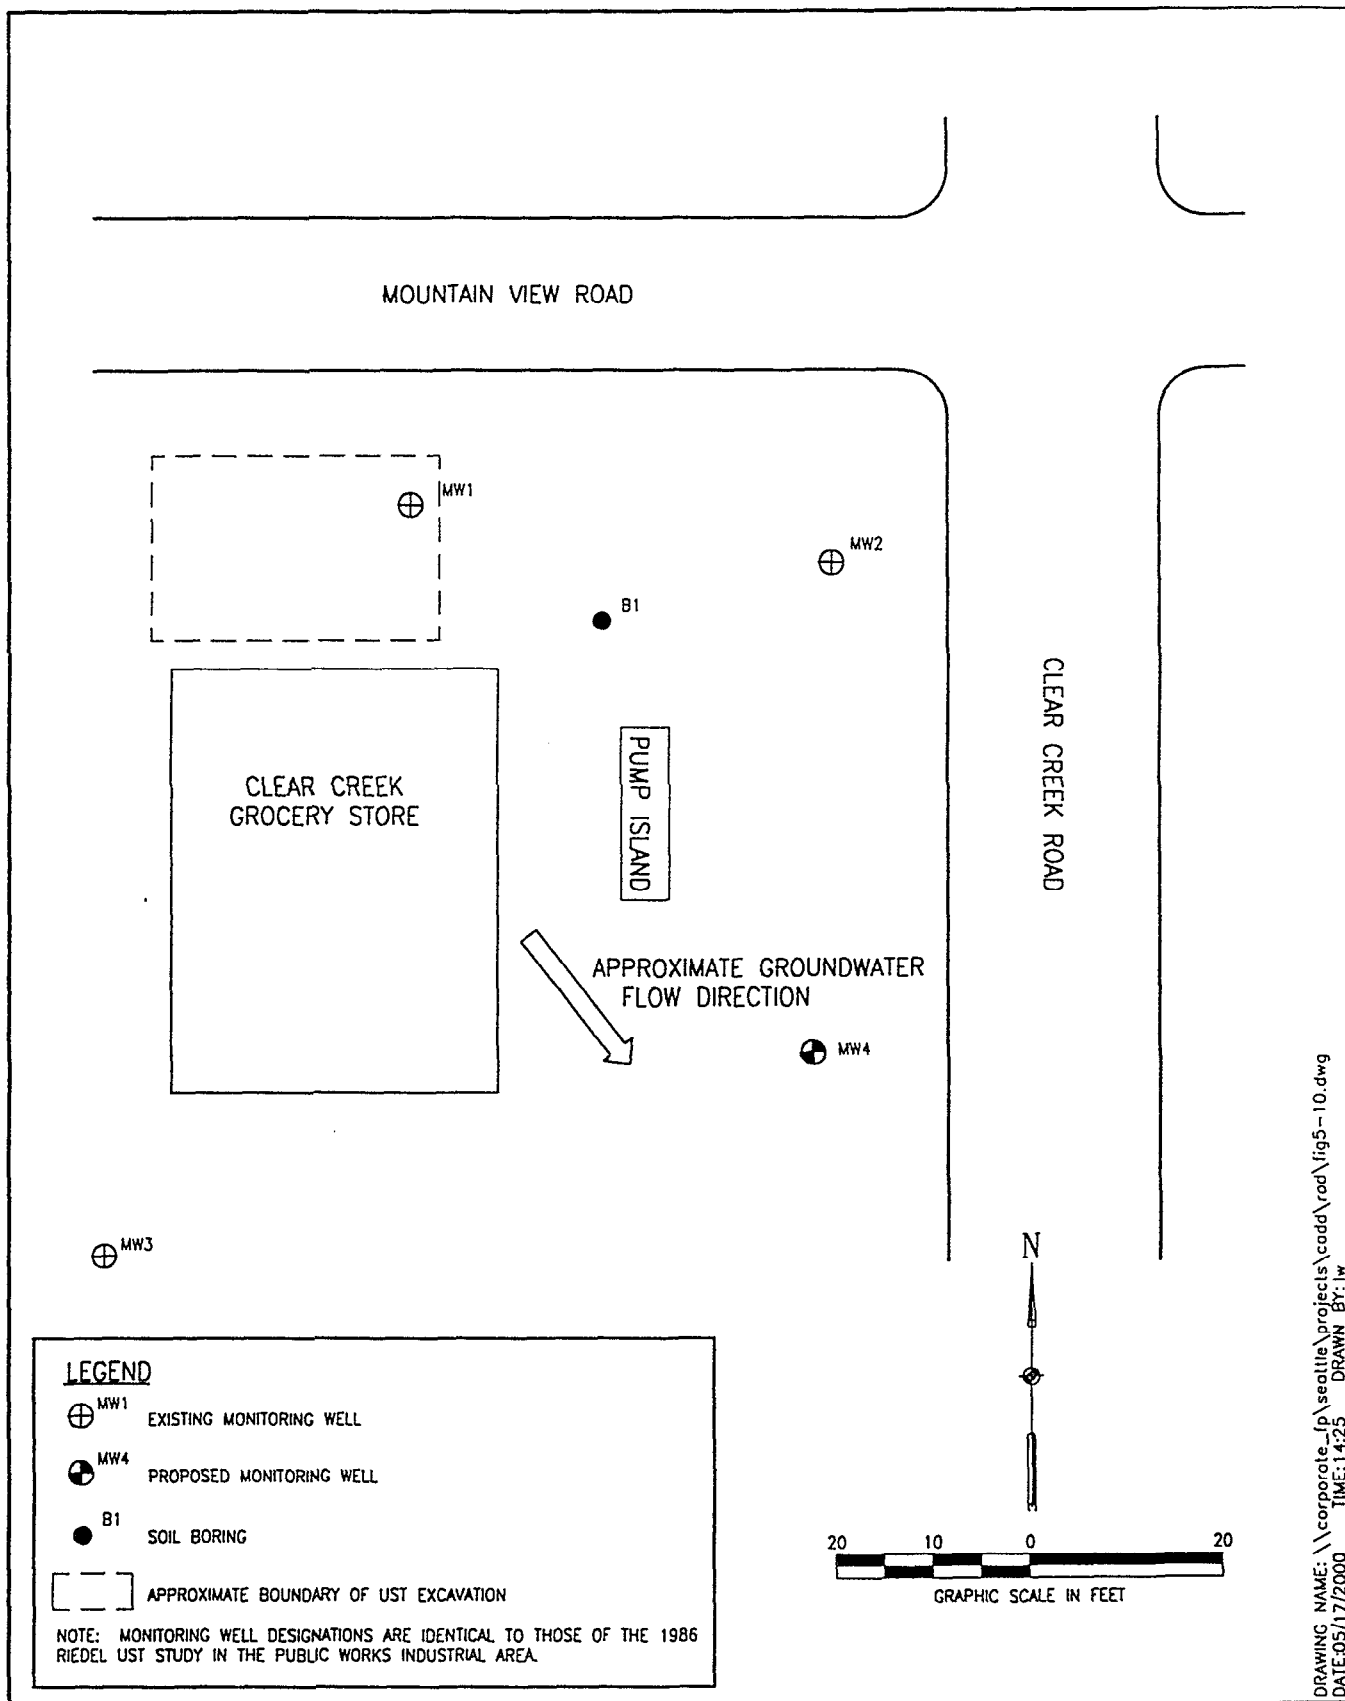 MOUNTAIN VIEW ROAD
MW1
MW2
B1
CLEAR CREEK ROAD
PUMP ISLAND
CLEAR CREEK
GROCERY STORE
APPROXIMATE GROUNDWATER
FLOW DIRECTION
MW4
MW3
N
LEGEND
MW1
EXISTING MONITORING WELL
MW4
PROPOSED MONITORING WELL
B1
SOIL BORING
APPROXIMATE BOUNDARY OF UST EXCAVATION
NOTE: MONITORING WELL DESIGNATIONS ARE IDENTICAL TO THOSE OF THE 1986
RIEDEL UST STUDY IN THE PUBLIC WORKS INDUSTRIAL AREA.
20 10 0 20
GRAPHIC SCALE IN FEET
DRAWING NAME: \\corporate_fp\seattle\projects\cadd\rod\fig5-10.dwg
DATE:05/17/2000 TIME:14:25 DRAWN BY:lw